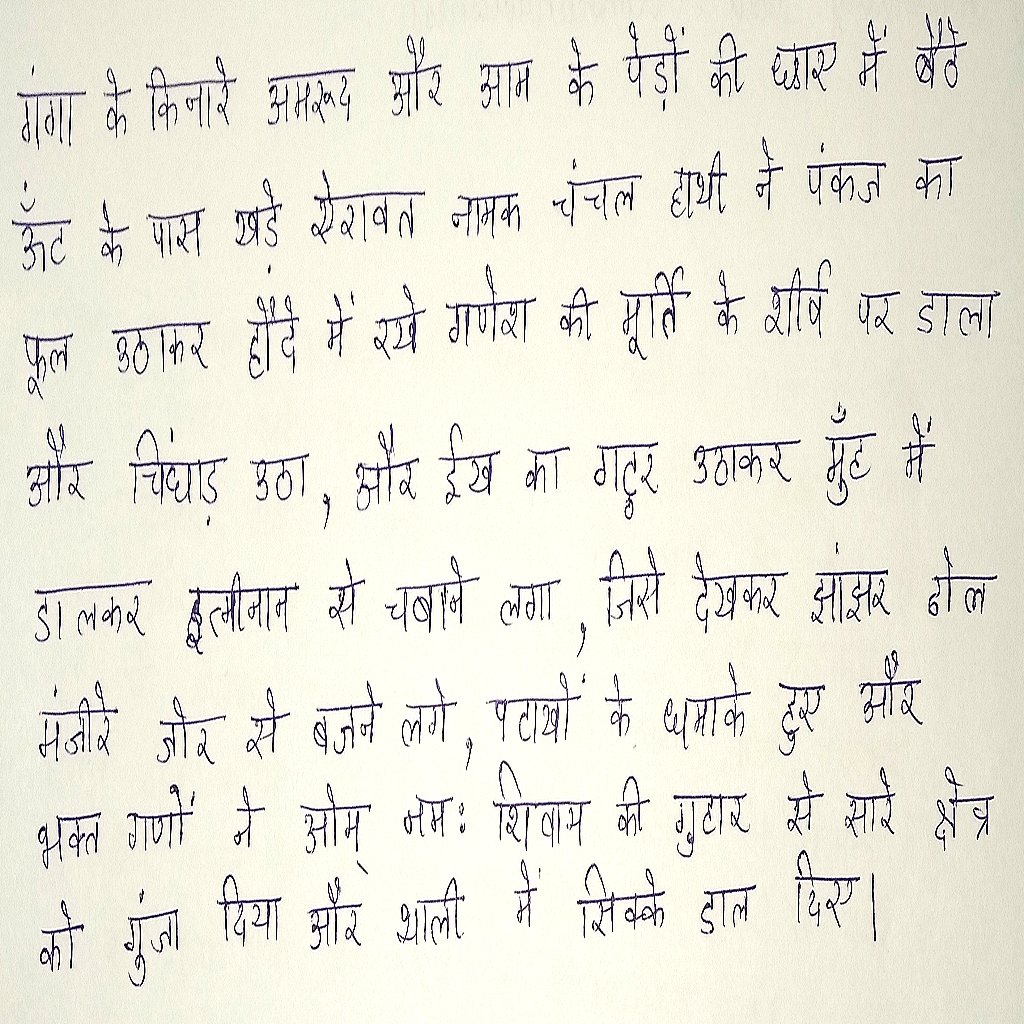 गंगा के किनारे अमरूद और आम के पेड़ों की छाए में बैठे
ऊँट के पास खड़े ऐरावत नामक चंचल हाथी ने पंकज का
फूल उठाकर हौंदे में रखे गणेश की मूर्ति के शीर्ष पर डाला
और चिंघाड़ उठा, और ईख का गट्ठर उठाकर मुँह में
डालकर इत्मीनान से चबाने लगा, जिसे देखकर झांझर ढोल
मंजीरे जोर से बजने लगे, पटाखों के धमाके हुए और
भक्त गणों ने ओम् नमः शिवाय की गुहार से सारे क्षेत्र
को गुंजा दिया और थाली में सिक्के डाल दिए।